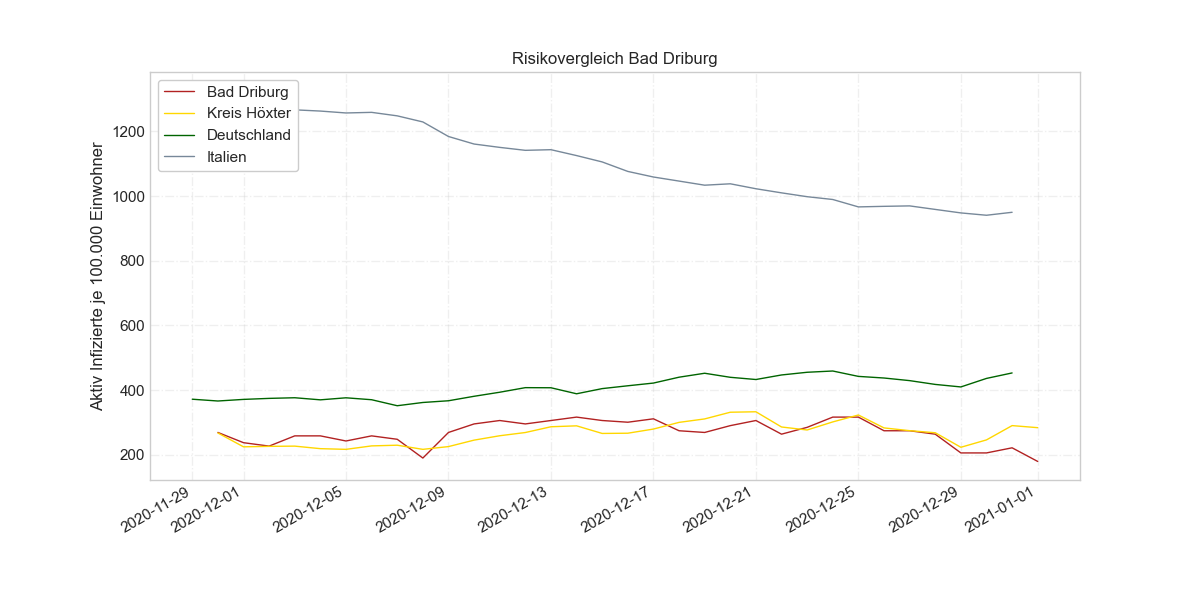 Risikovergleich Bad Driburg
Bad Driburg
Kreis Höxter
Deutschland
Italien
Aktiv Infizierte je 100.000 Einwohner
1200
1000
800
600
400
200
2020-11-29
2020-12-01
2020-12-05
2020-12-09
2020-12-13
2020-12-17
2020-12-21
2020-12-25
2020-12-29
2021-01-01